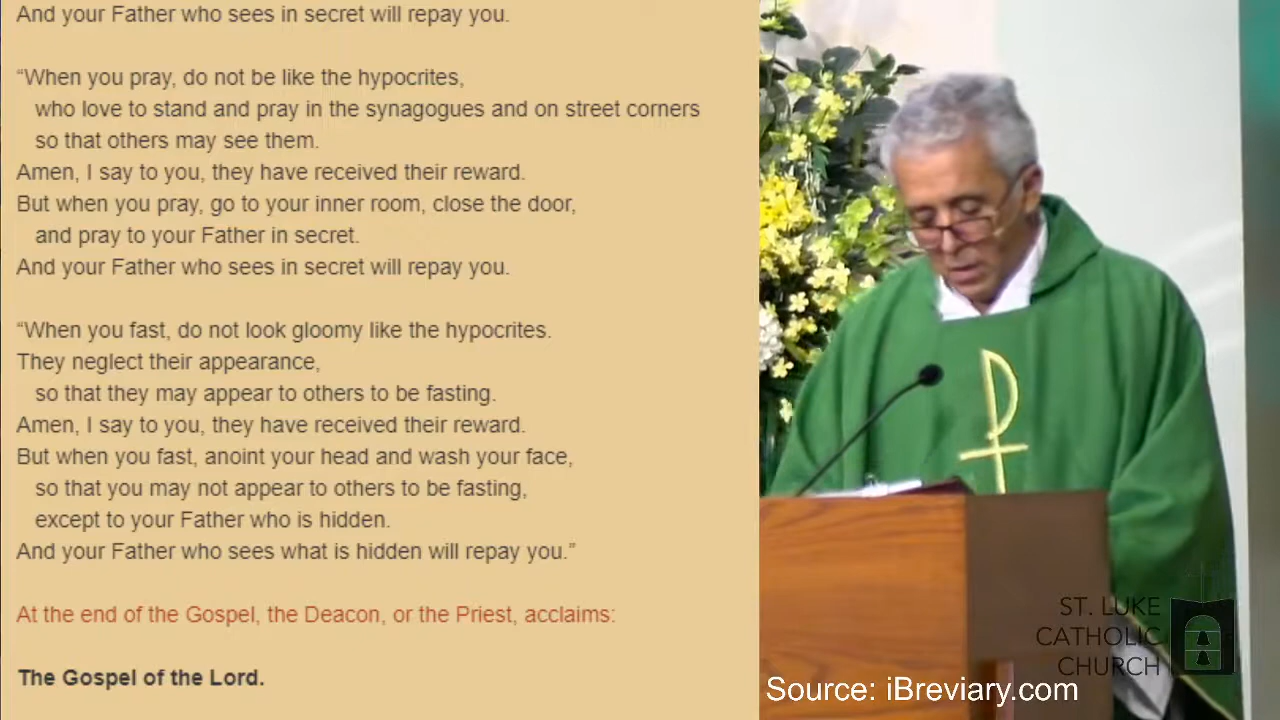 And your Father who sees in secret will repay you.
“When you pray, do not be like the hypocrites,
who love to stand and pray in the synagogues and on street corners
so that others may see them.
Amen, I say to you, they have received their reward.
But when you pray, go to your inner room, close the door,
and pray to your Father in secret.
And your Father who sees in secret will repay you.
“When you fast, do not look gloomy like the hypocrites.
They neglect their appearance,
so that they may appear to others to be fasting.
Amen, I say to you, they have received their reward.
But when you fast, anoint your head and wash your face,
so that you may not appear to others to be fasting,
except to your Father who is hidden.
And your Father who sees what is hidden will repay you.”
At the end of the Gospel, the Deacon, or the Priest, acclaims:
The Gospel of the Lord.
ST. LUKE
CATHOLIC
CHURCH
Source: iBreviary.com